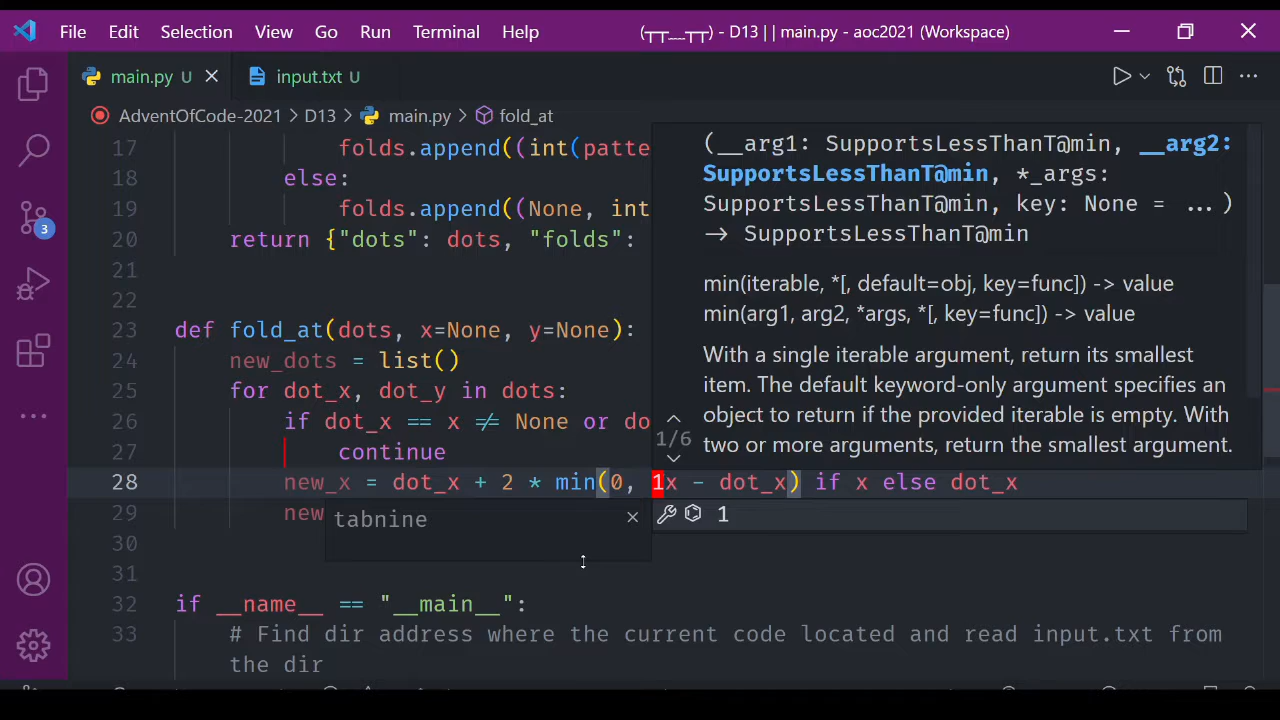 File Edit Selection View Go Run Terminal Help (┬┬__┬┬) - D13 | | main.py - aoc2021 (Workspace)
main.py U input.txt U
AdventOfCode-2021 > D13 > main.py > fold_at
17 folds.append((int(patte
18 else:
19 folds.append((None, int
20 return {"dots": dots, "folds":
21
22
23 def fold_at(dots, x=None, y=None):
24 new_dots = list()
25 for dot_x, dot_y in dots:
26 if dot_x == x ≠ None or do
27 continue
28 new_x = dot_x + 2 * min(0, 1x - dot_x) if x else dot_x
29 new
30
31
32 if __name__ == "__main__":
33 # Find dir address where the current code located and read input.txt from
the dir
(__arg1: SupportsLessThanT@min, __arg2:
SupportsLessThanT@min, *_args:
SupportsLessThanT@min, key: None = ...)
→ SupportsLessThanT@min
min(iterable, *[, default=obj, key=func]) -> value
min(arg1, arg2, *args, *[, key=func]) -> value
With a single iterable argument, return its smallest
item. The default keyword-only argument specifies an
object to return if the provided iterable is empty. With
two or more arguments, return the smallest argument.
1/6
1
tabnine
3